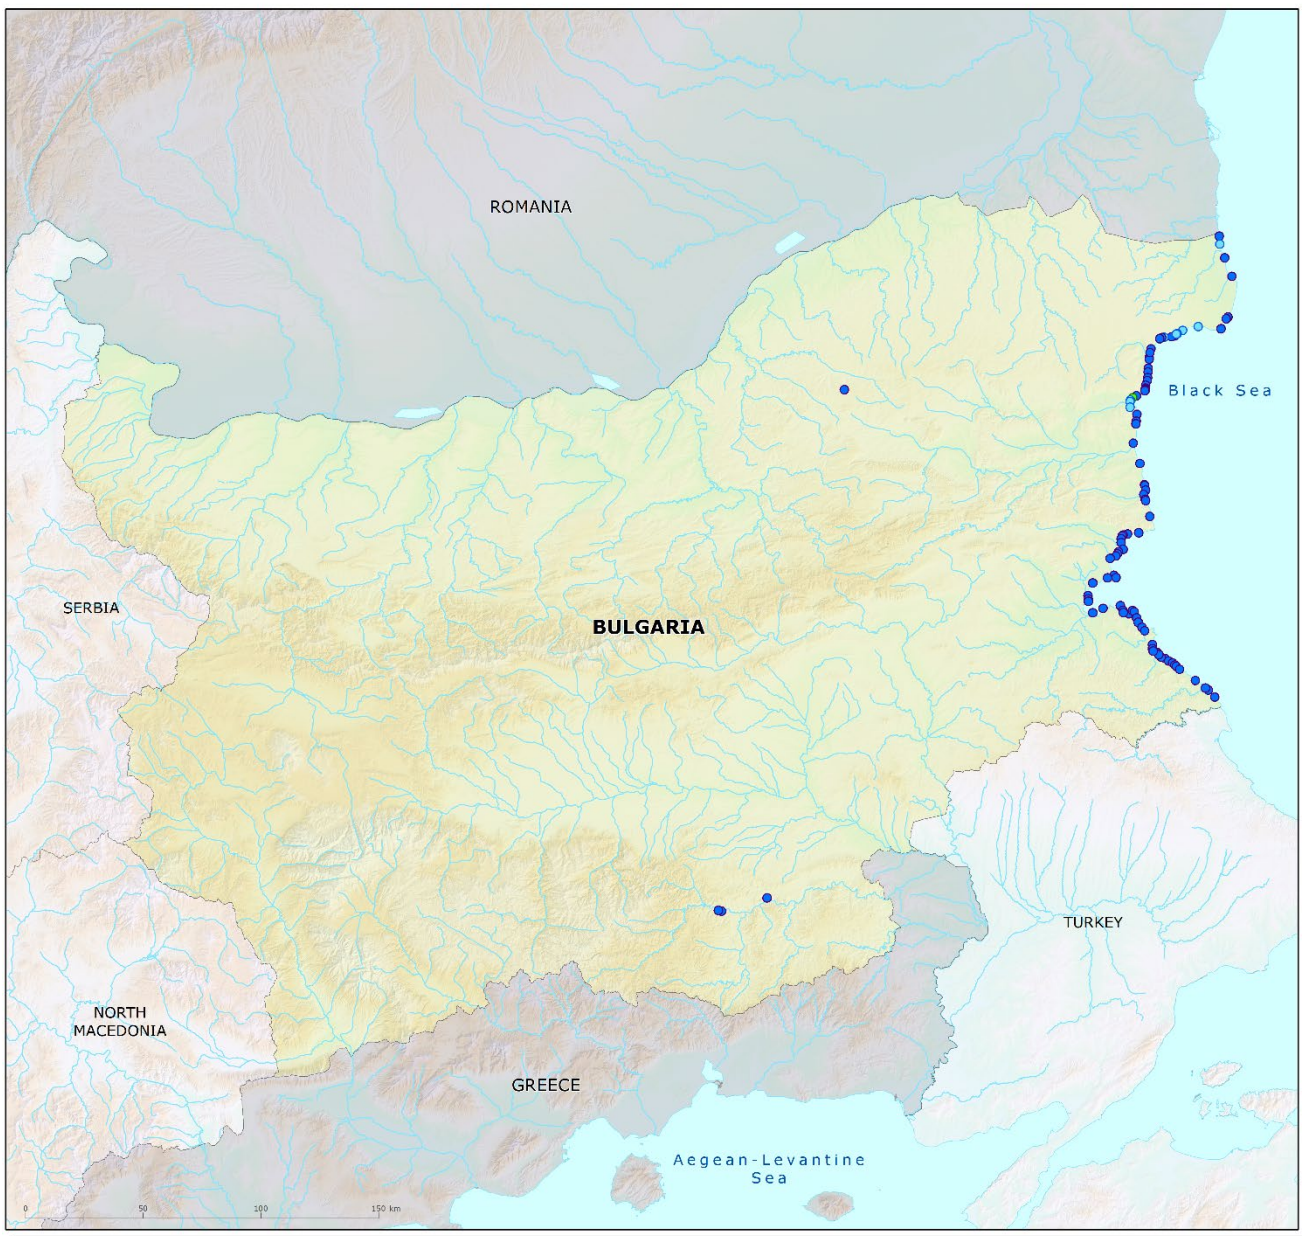 ROMANIA
Black Sea
SERBIA
BULGARIA
TURKEY
NORTH
MACEDONIA
GREECE
Aegean-Levantine
Sea
0 50 100 150 km